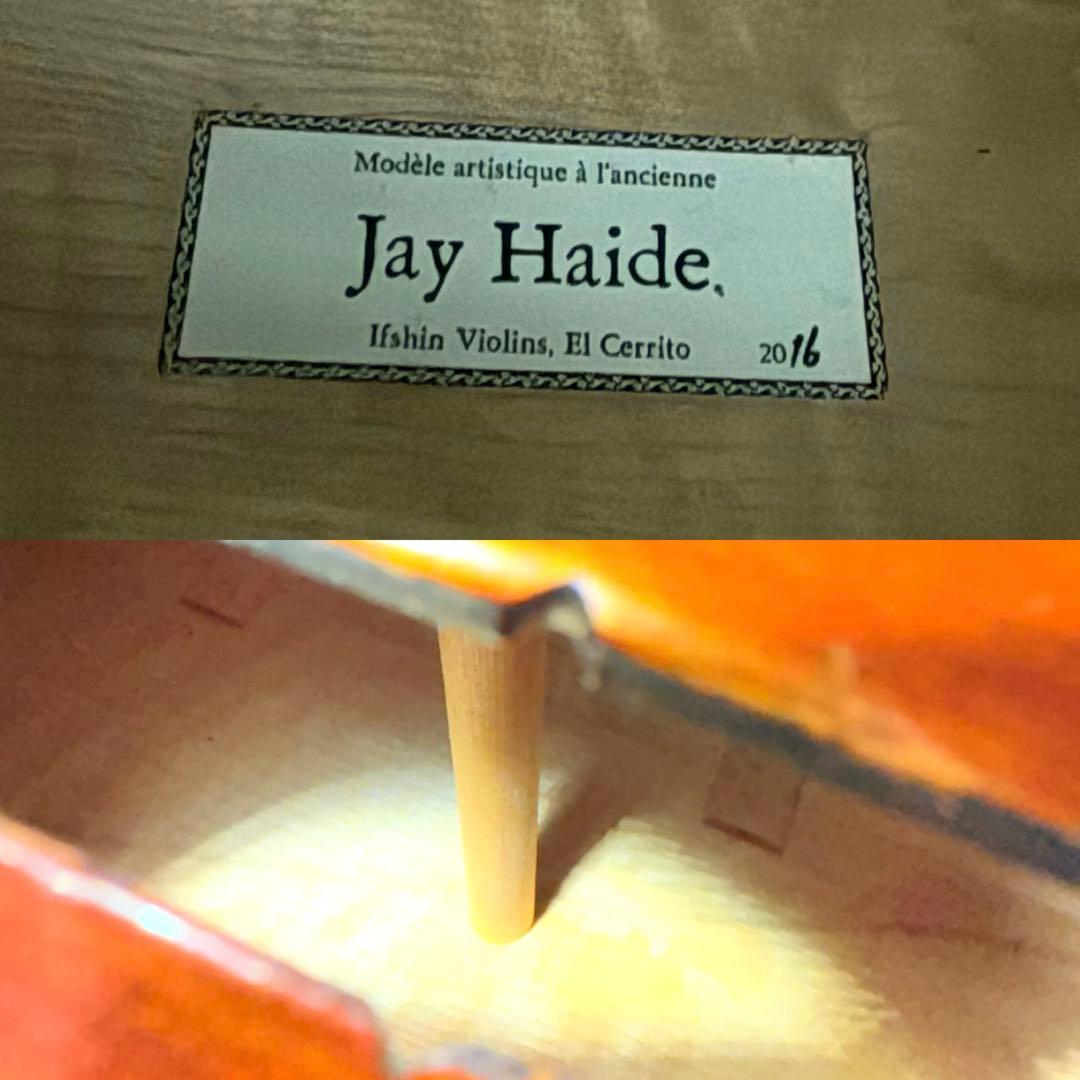 Modèle artistique à l'ancienne
Jay Haide.
Ifshin Violins, El Cerrito 2016